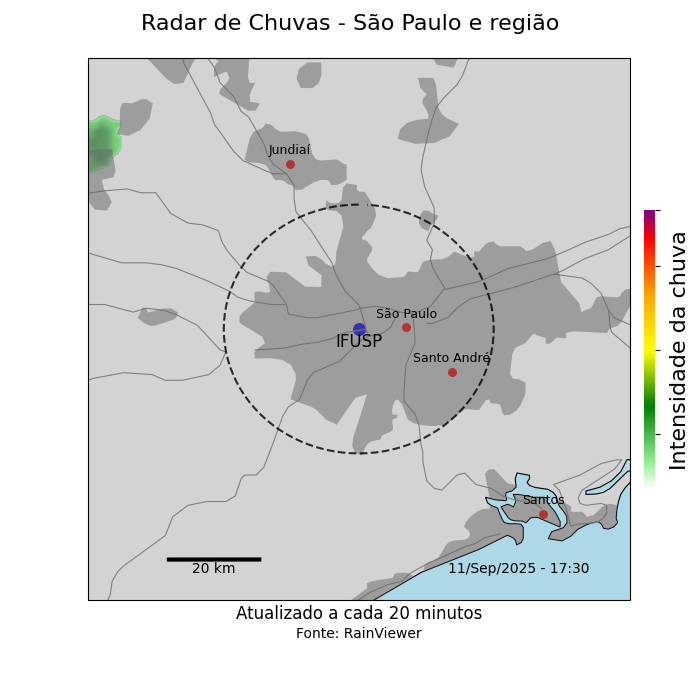 Radar de Chuvas - São Paulo e região
Jundiaí
São Paulo
IFUSP
Santo André
Santos
20 km
11/Sep/2025 - 17:30
Intensidade da chuva
Atualizado a cada 20 minutos
Fonte: RainViewer